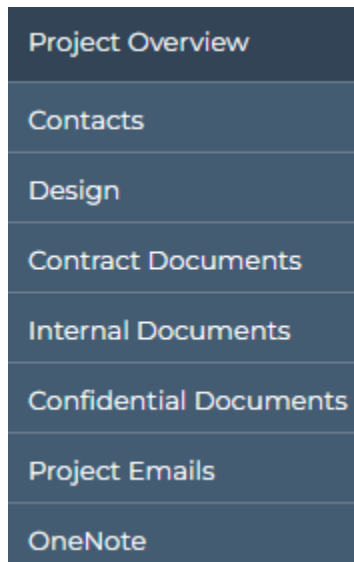 Project Overview
Contacts
Design
Contract Documents
Internal Documents
Confidential Documents
Project Emails
OneNote